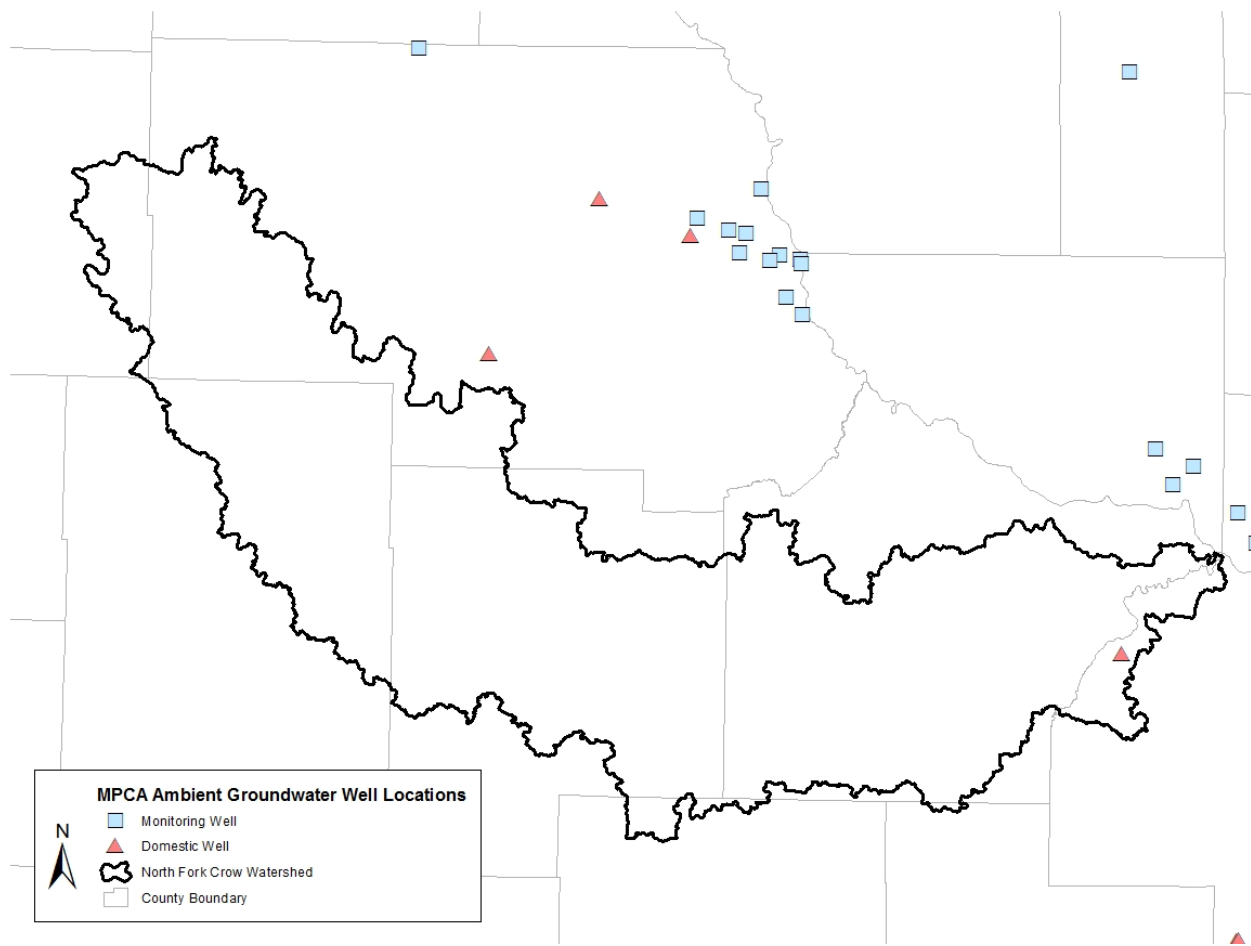 MPCA Ambient Groundwater Well Locations
N
Monitoring Well
Domestic Well
North Fork Crow Watershed
County Boundary